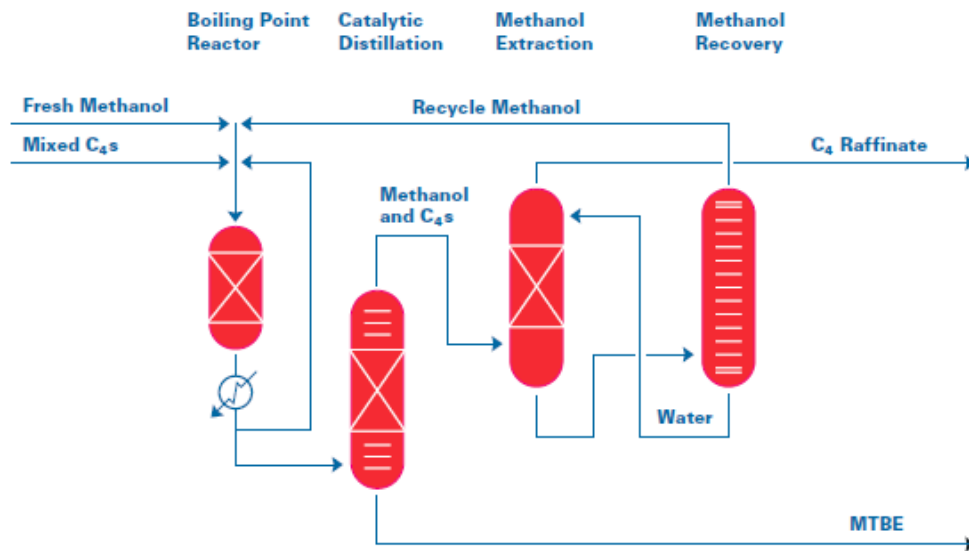 Boiling Point
Reactor
Catalytic
Distillation
Methanol
Extraction
Methanol
Recovery
Fresh Methanol
Recycle Methanol
Mixed C₄s
C₄ Raffinate
Methanol
and C₄s
Water
MTBE